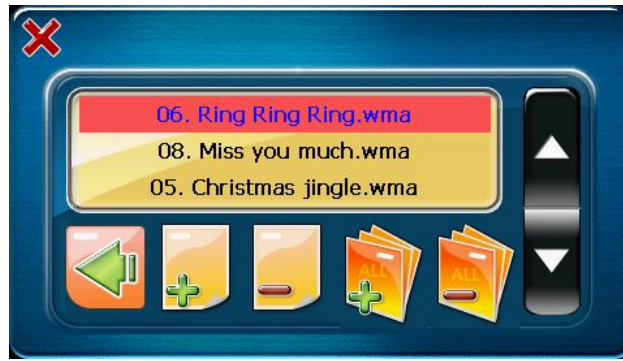 06. Ring Ring Ring.wma
08. Miss you much.wma
05. Christmas jingle.wma
ALL
ALL